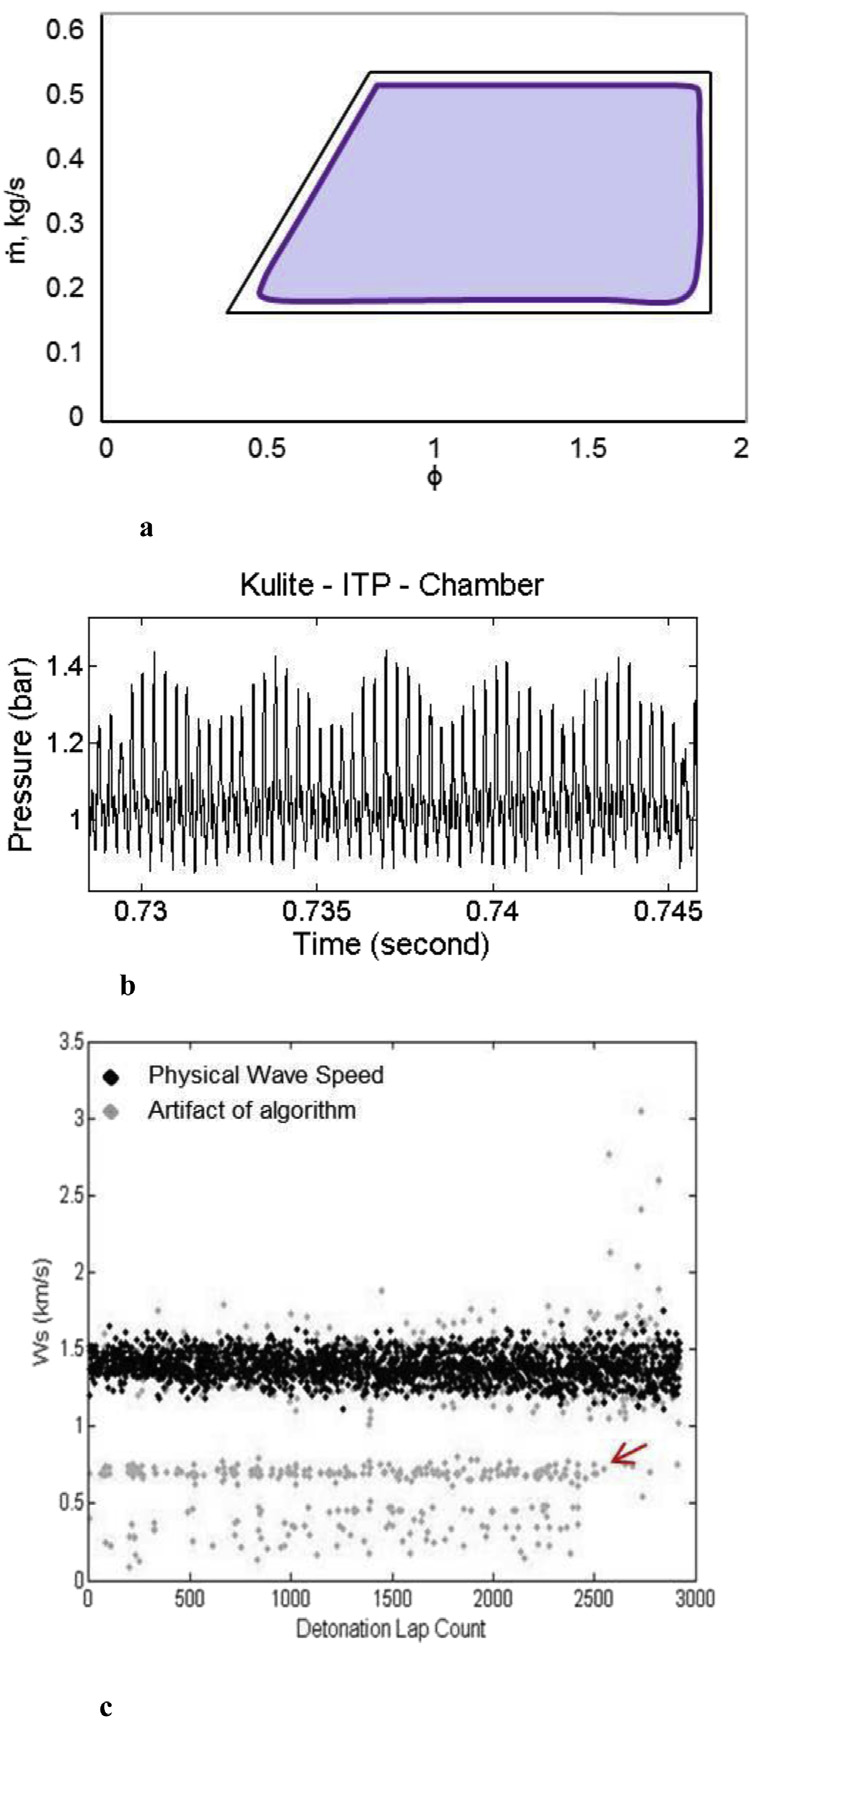 0.6
0.5
0.4
0.3
0.2
0.1
0
ṁ, kg/s
0 0.5 1 1.5 2
ϕ
a
Kulite - ITP - Chamber
1.4
1.2
1
Pressure (bar)
0.73 0.735 0.74 0.745
Time (second)
b
3.5
3
2.5
2
1.5
1
0.5
0
Ws (km/s)
Physical Wave Speed
Artifact of algorithm
0 500 1000 1500 2000 2500 3000
Detonation Lap Count
c